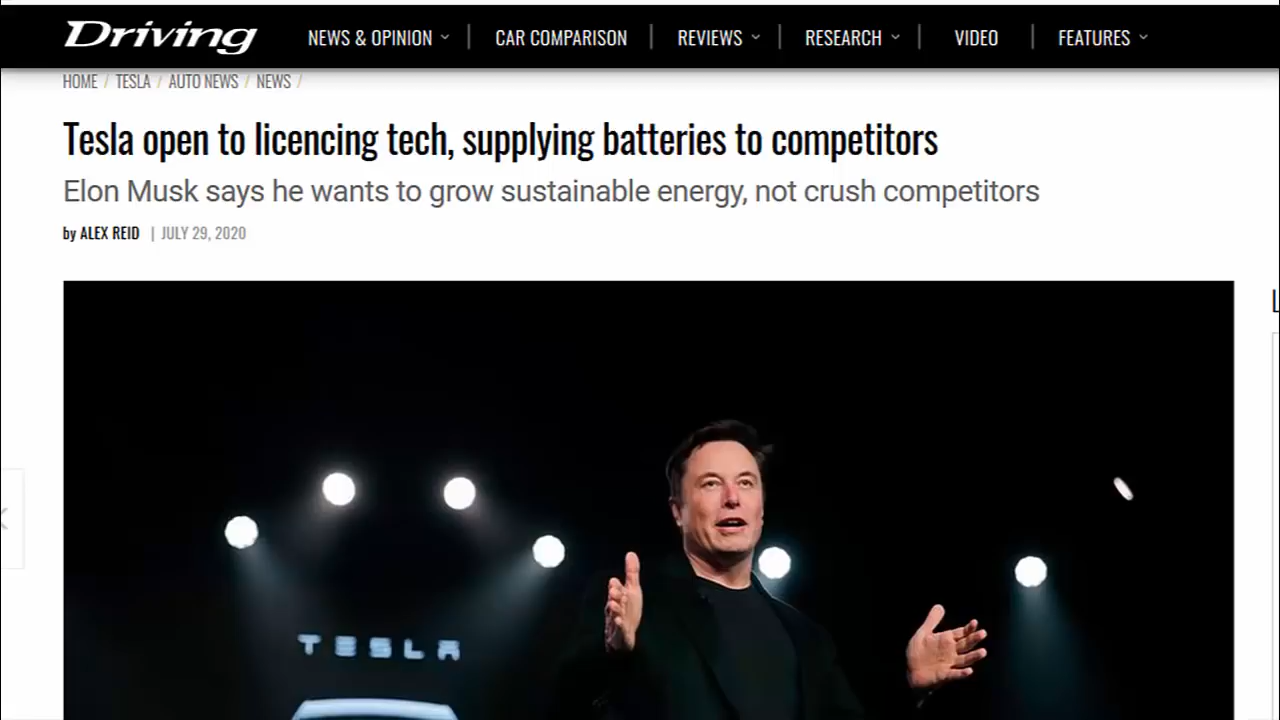 Driving NEWS & OPINION CAR COMPARISON REVIEWS RESEARCH VIDEO FEATURES
HOME / TESLA / AUTO NEWS / NEWS /
Tesla open to licencing tech, supplying batteries to competitors
Elon Musk says he wants to grow sustainable energy, not crush competitors
by ALEX REID | JULY 29, 2020
TESLA